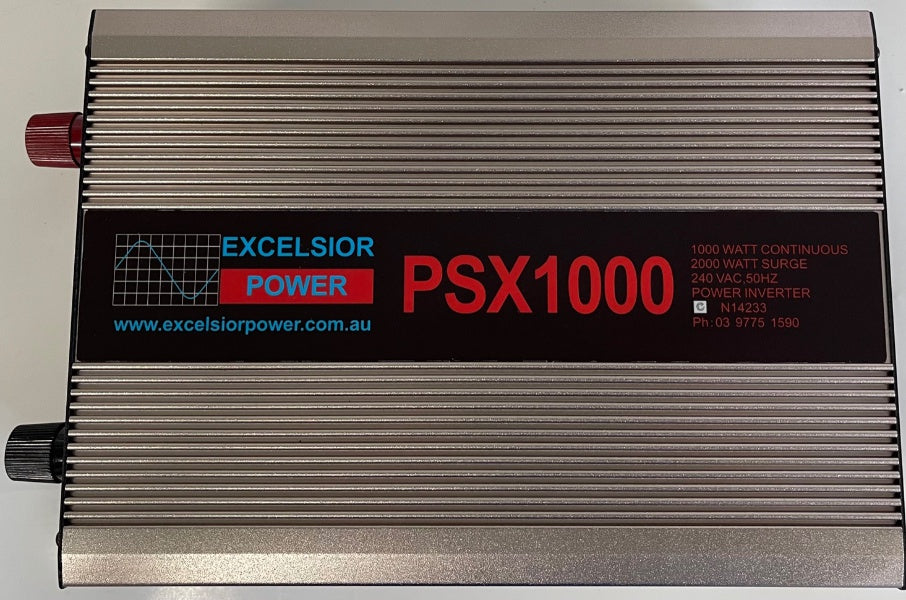 EXCELSIOR
POWER
www.excelsiorpower.com.au
PSX1000
1000 WATT CONTINUOUS
2000 WATT SURGE
240 VAC,50HZ
POWER INVERTER
N14233
Ph:03 9775 1590